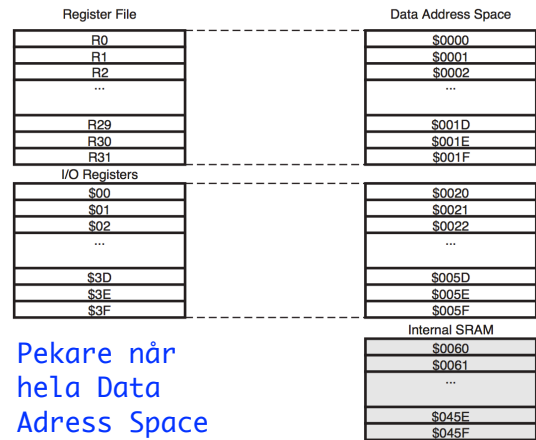 Register File Data Address Space
R0 $0000
R1 $0001
R2 $0002
... ...
R29 $001D
R30 $001E
R31 $001F
I/O Registers
$00 $0020
$01 $0021
$02 $0022
... ...
$3D $005D
$3E $005E
$3F $005F
Internal SRAM
$0060
$0061
...
$045E
$045F
Pekare når
hela Data
Adress Space